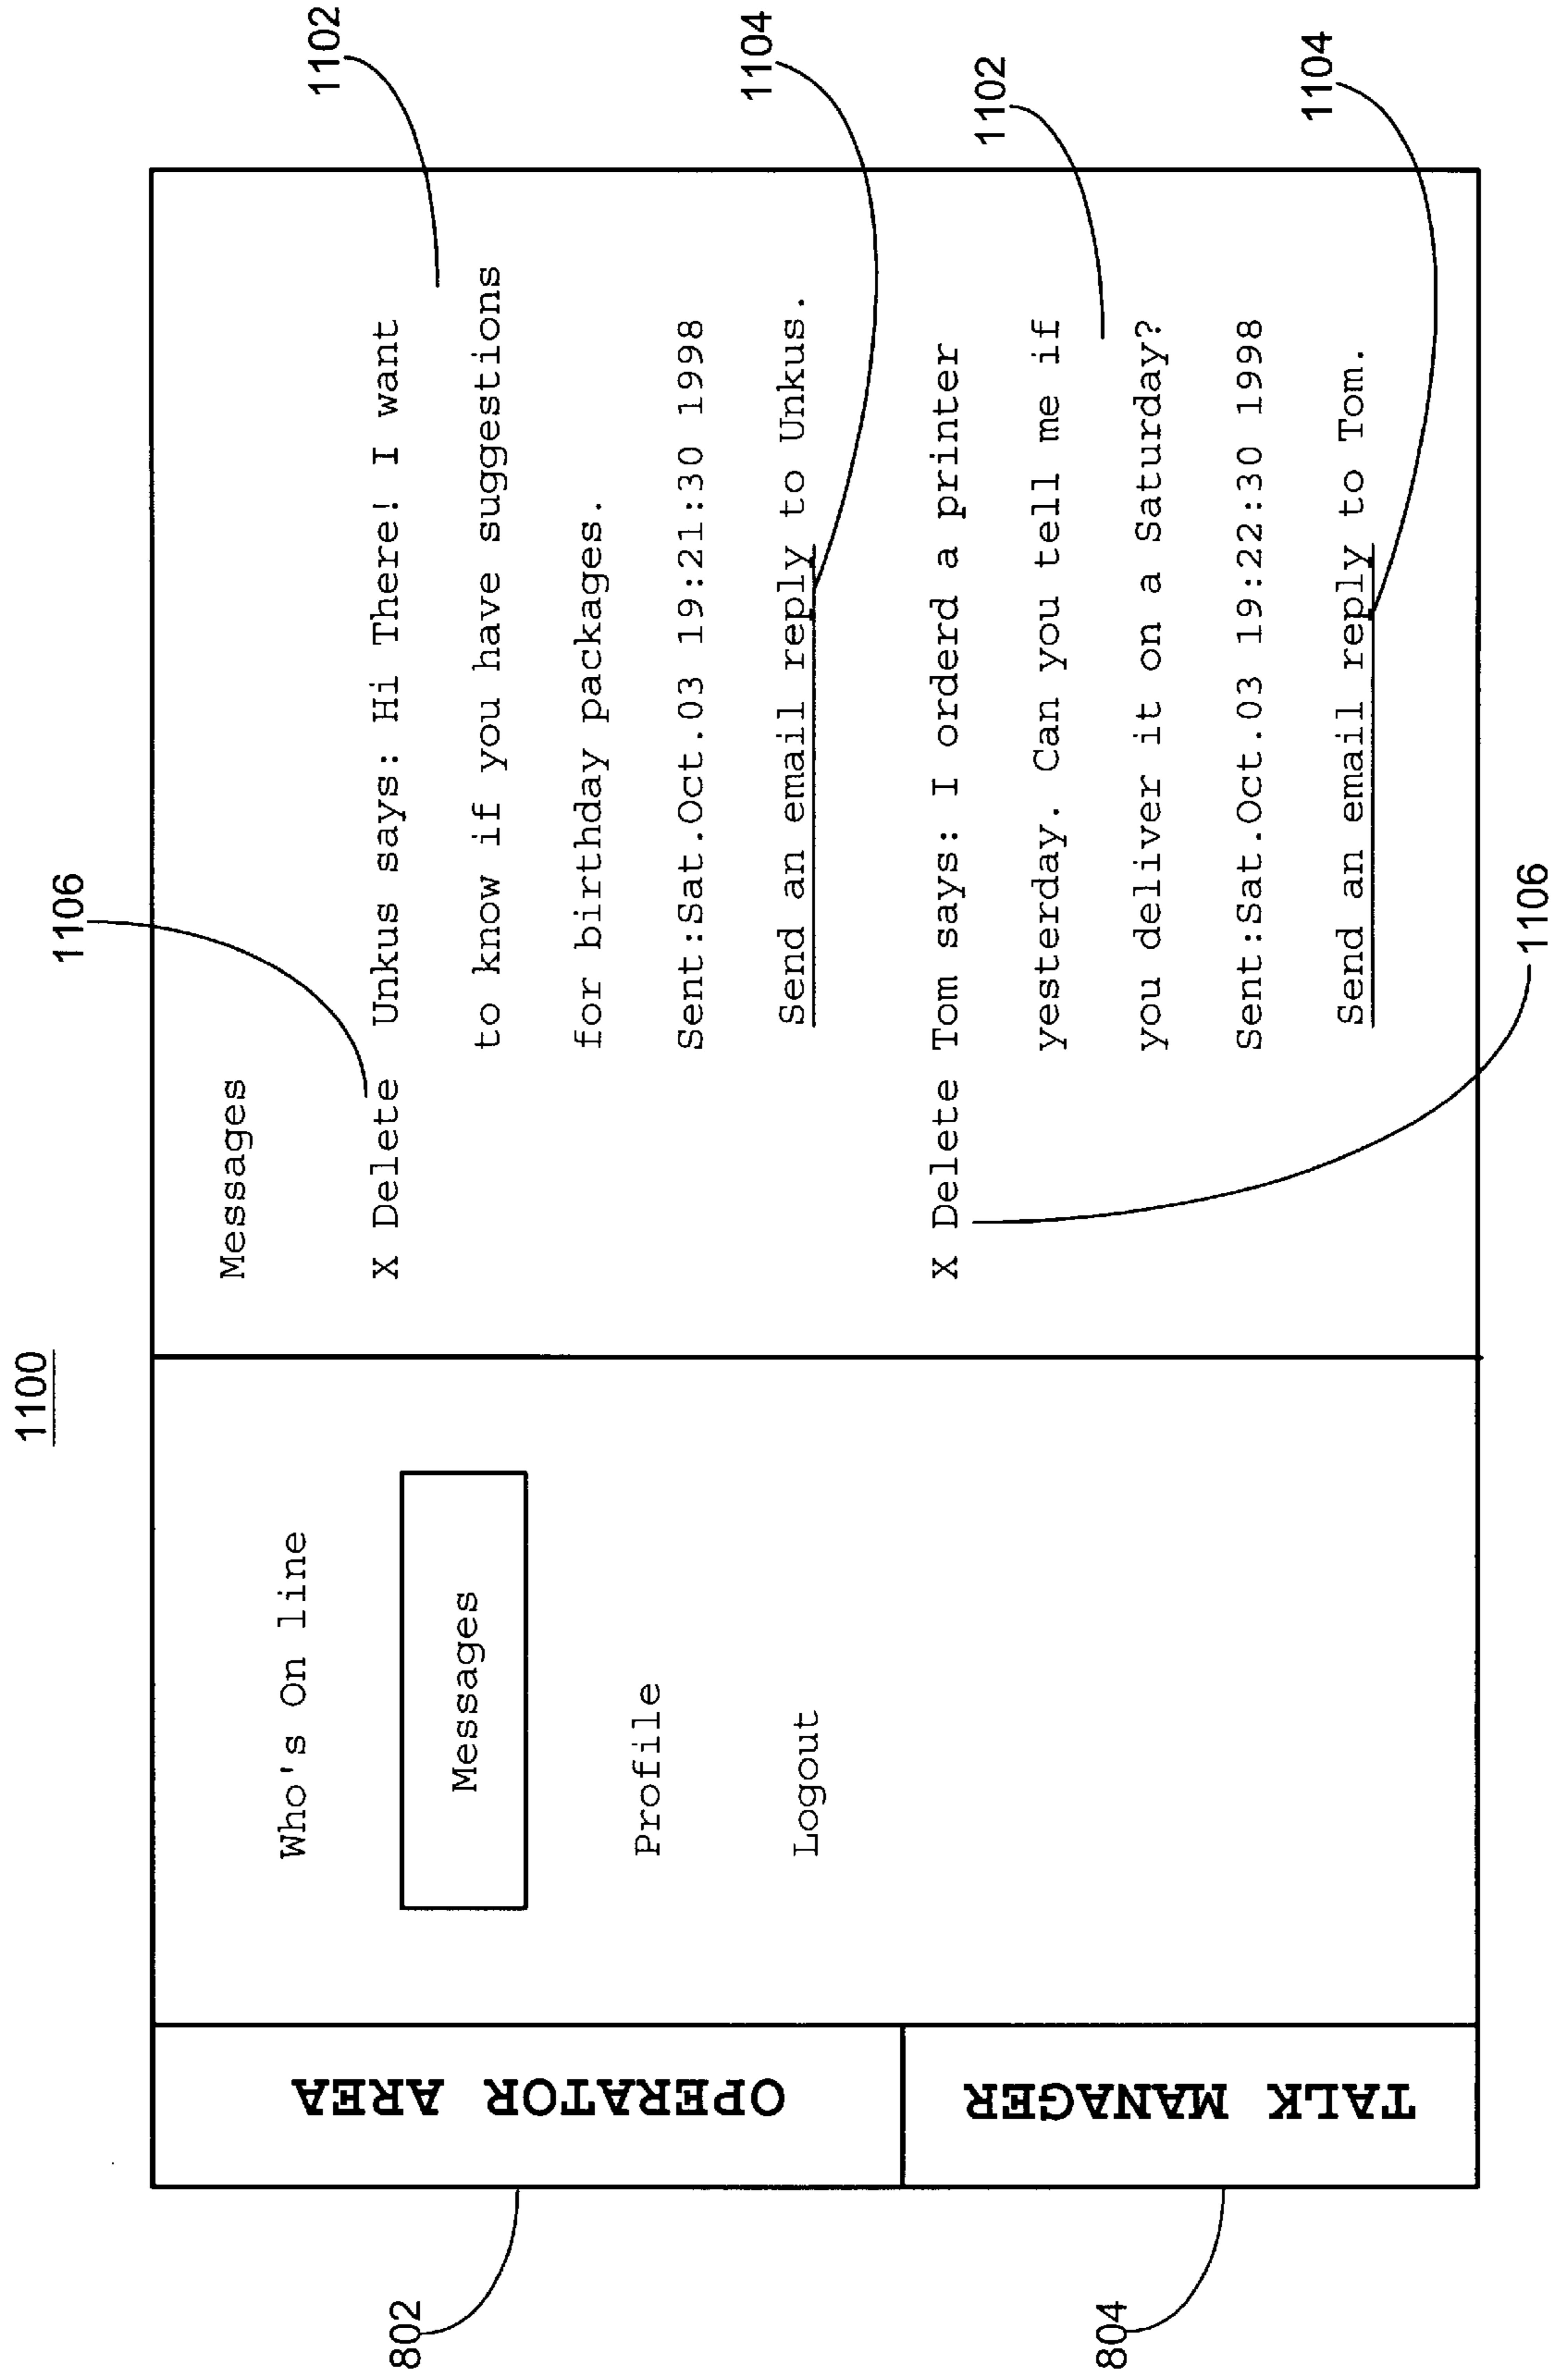 1100
1106
1102
Messages
Who's On line
X Delete Unkus says: Hi There! I want
to know if you have suggestions
for birthday packages.
Messages
Sent:Sat.Oct.03 19:21:30 1998
Profile
1104
Send an email reply to Unkus.
Logout
OPERATOR AREA
802
X Delete Tom says: I orderd a printer
1102
yesterday. Can you tell me if
you deliver it on a Saturday?
Sent:Sat.Oct.03 19:22:30 1998
1104
Send an email reply to Tom.
TALK MANAGER
804
1106